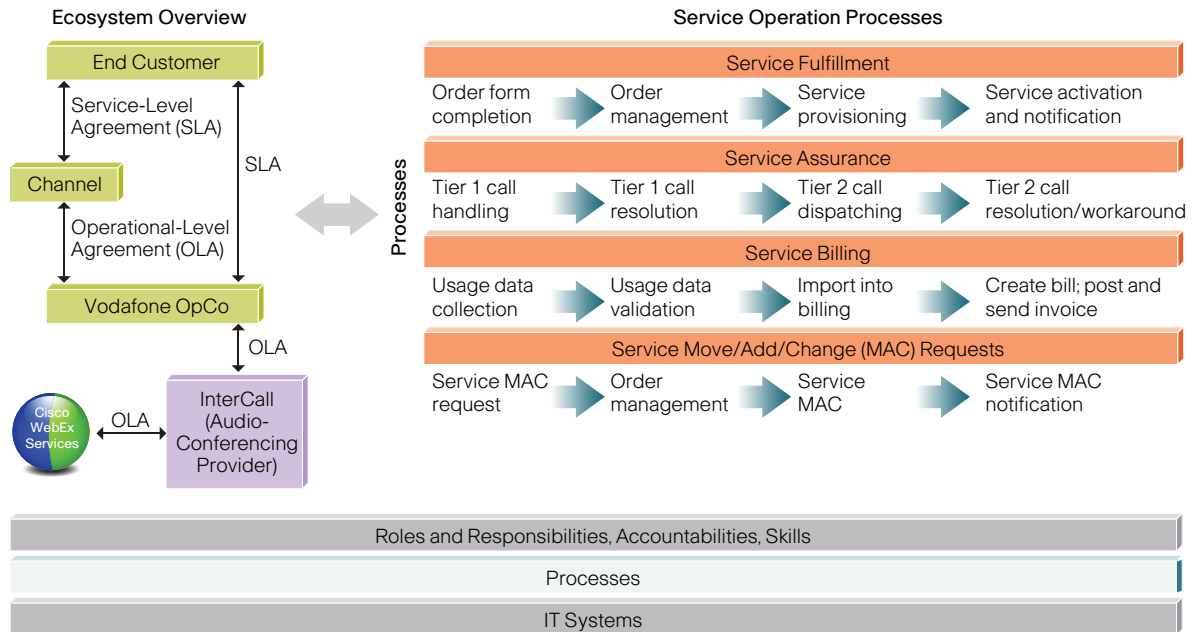 Ecosystem Overview
End Customer
Service-Level
Agreement (SLA)
SLA
Channel
Operational-Level
Agreement (OLA)
Vodafone OpCo
OLA
InterCall
(Audio-
Conferencing
Provider)
OLA
Cisco
WebEx
Services
Service Operation Processes
Processes
Service Fulfillment
Order form
completion
Order
management
Service
provisioning
Service activation
and notification
Service Assurance
Tier 1 call
handling
Tier 1 call
resolution
Tier 2 call
dispatching
Tier 2 call
resolution/workaround
Service Billing
Usage data
collection
Usage data
validation
Import into
billing
Create bill; post and
send invoice
Service Move/Add/Change (MAC) Requests
Service MAC
request
Order
management
Service
MAC
Service MAC
notification
Roles and Responsibilities, Accountabilities, Skills
Processes
IT Systems